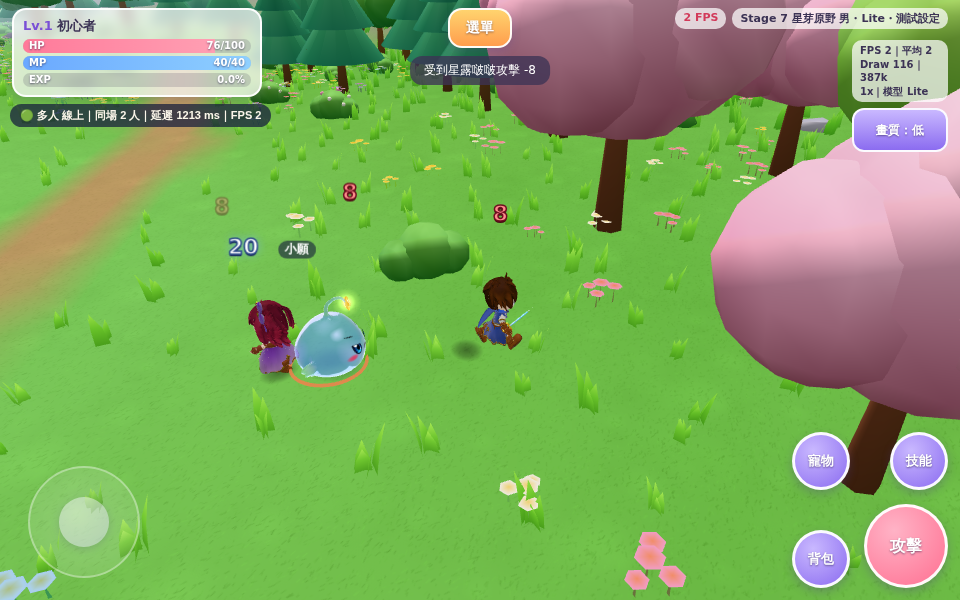 Lv.1 初心者
HP 76/100
MP 40/40
EXP 0.0%
🟢 多人 線上｜同場 2 人｜延遲 1213 ms｜FPS 2
選單
受到星露啵啵攻擊 -8
2 FPS
Stage 7 星芽原野 男・Lite・測試設定
FPS 2｜平均 2
Draw 116｜
387k
1x｜模型 Lite
畫質：低
8
8
8
20
小願
寵物
技能
背包
攻擊